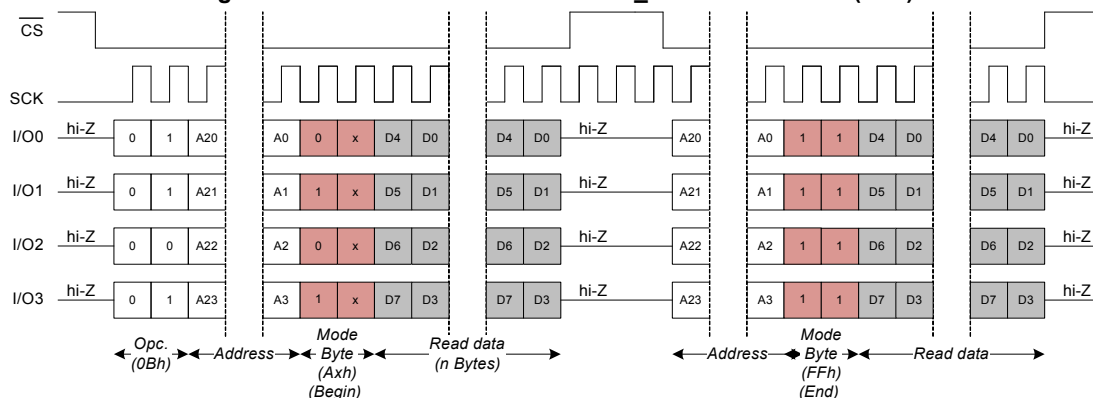 CS
SCK
I/O0 hi-Z 0 1 A20 A0 0 x D4 D0 D4 D0 hi-Z A20 A0 1 1 D4 D0 D4 D0 hi-Z
I/O1 hi-Z 0 1 A21 A1 1 x D5 D1 D5 D1 hi-Z A21 A1 1 1 D5 D1 D5 D1 hi-Z
I/O2 hi-Z 0 0 A22 A2 0 x D6 D2 D6 D2 hi-Z A22 A2 1 1 D6 D2 D6 D2 hi-Z
I/O3 hi-Z 0 1 A23 A3 1 x D7 D3 D7 D3 hi-Z A23 A3 1 1 D7 D3 D7 D3 hi-Z
Opc.
(0Bh)
Address
Mode
Byte
(Axh)
(Begin)
Read data
(n Bytes)
Address
Mode
Byte
(FFh)
(End)
Read data